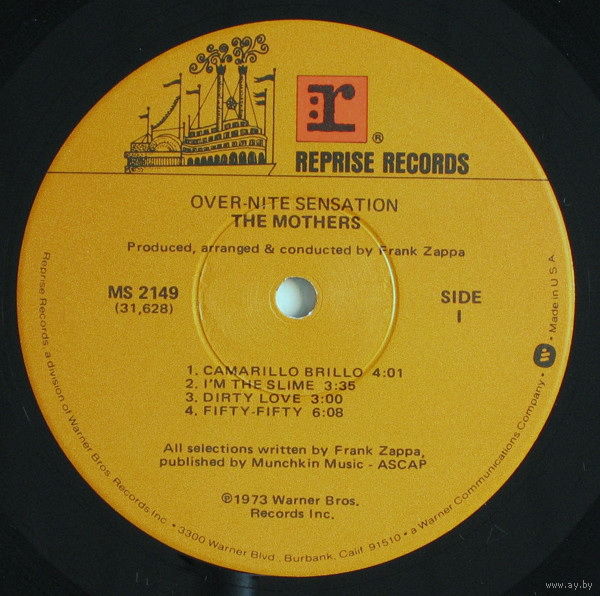 r
®
REPRISE RECORDS
OVER-NITE SENSATION
THE MOTHERS
Produced, arranged & conducted by Frank Zappa
MS 2149
(31,628)
SIDE
1
1. CAMARILLO BRILLO 4:01
2. I'M THE SLIME 3:35
3. DIRTY LOVE 3:00
4. FIFTY-FIFTY 6:08
All selections written by Frank Zappa,
published by Munchkin Music - ASCAP
℗1973 Warner Bros.
Records Inc.
Reprise Records, a division of Warner Bros. Records Inc. • 3300 Warner Blvd., Burbank, Calif. 91510 • a Warner Communications Company • Made in U.S.A.
www.ay.by